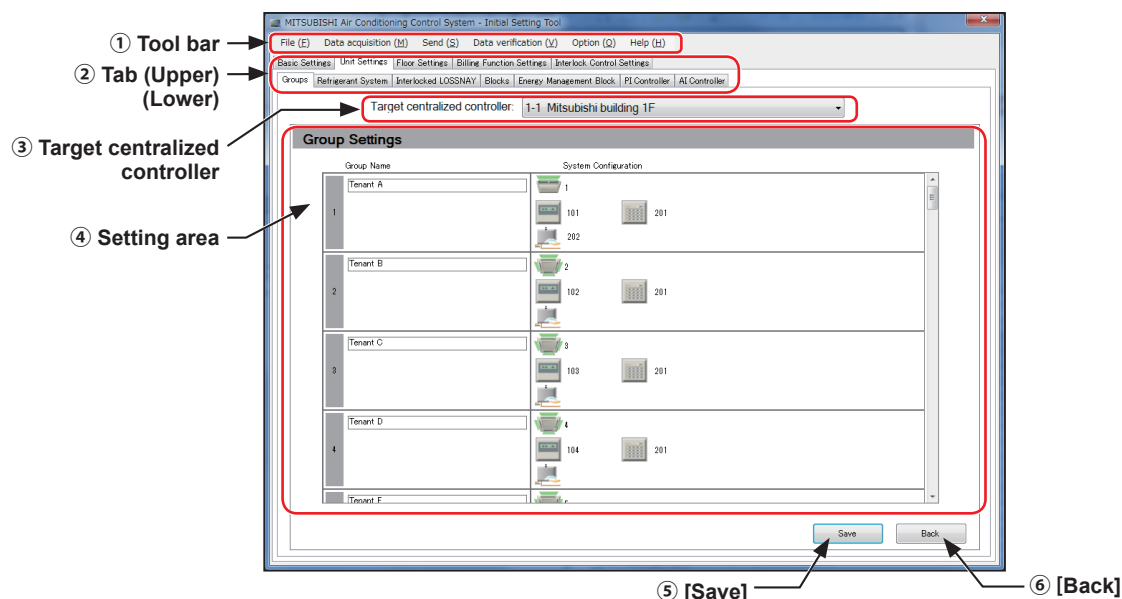 MITSUBISHI Air Conditioning Control System - Initial Setting Tool
① Tool bar
File (F) Data acquisition (M) Send (S) Data verification (V) Option (O) Help (H)
② Tab (Upper)
(Lower)
Basic Settings Unit Settings Floor Settings Billing Function Settings Interlock Control Settings
Groups Refrigerant System Interlocked LOSSNAY Blocks Energy Management Block PI Controller AI Controller
③ Target centralized
controller
Target centralized controller: 1-1 Mitsubishi building 1F
④ Setting area
Group Settings
Group Name System Configuration
Tenant A 1
1 101 201
202
Tenant B 2
2 102 201
Tenant C 3
3 103 201
Tenant D 4
4 104 201
Save Back
⑤ [Save]
⑥ [Back]